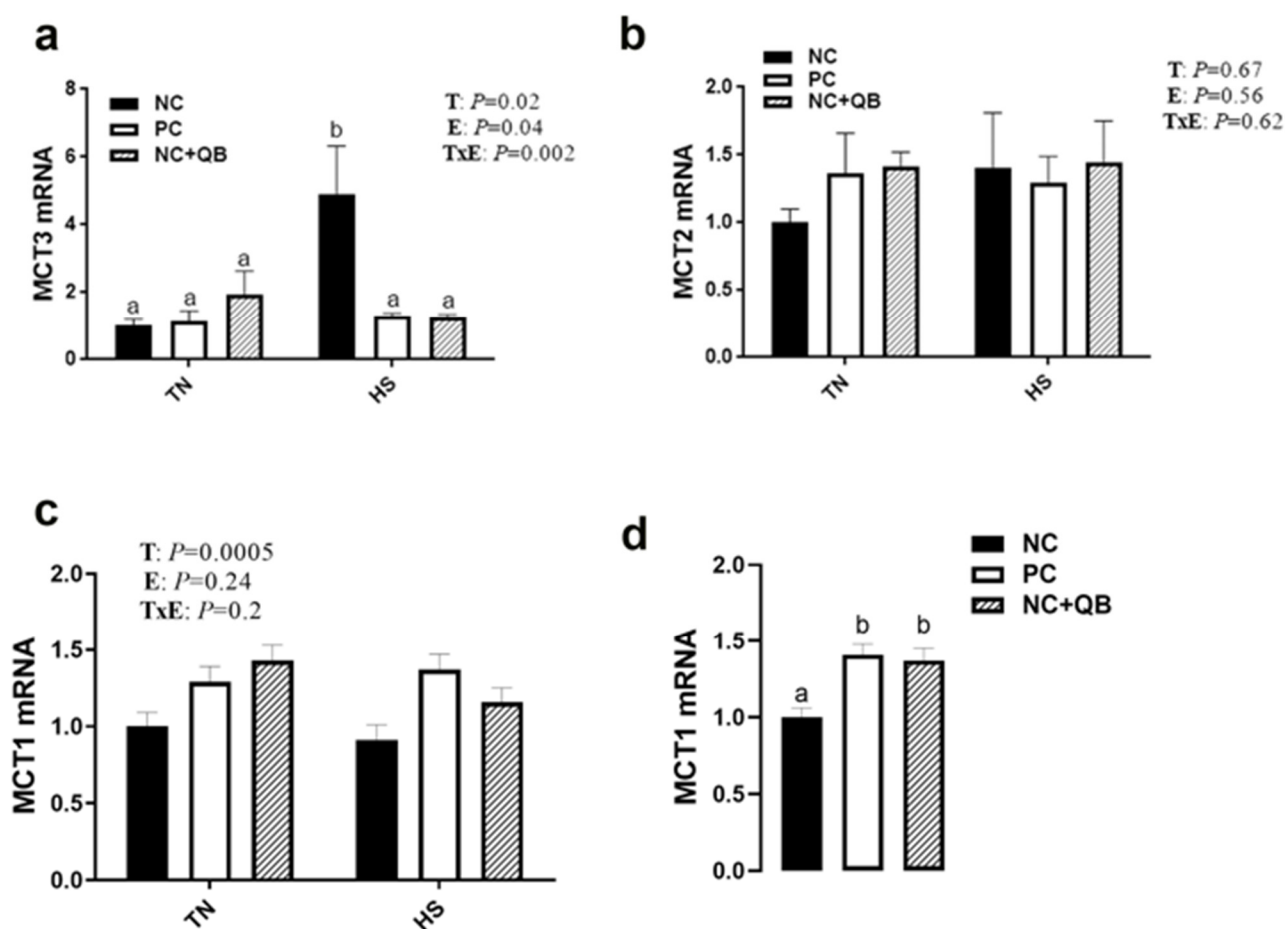 a
NC
PC
NC+QB
T: P=0.02
E: P=0.04
TxE: P=0.002
MCT3 mRNA
8
6
4
2
0
a
a
a
b
a
a
TN
HS
b
NC
PC
NC+QB
T: P=0.67
E: P=0.56
TxE: P=0.62
MCT2 mRNA
2.0
1.5
1.0
0.5
0.0
TN
HS
c
T: P=0.0005
E: P=0.24
TxE: P=0.2
MCT1 mRNA
2.0
1.5
1.0
0.5
0.0
TN
HS
d
NC
PC
NC+QB
MCT1 mRNA
2.0
1.5
1.0
0.5
0.0
a
b
b